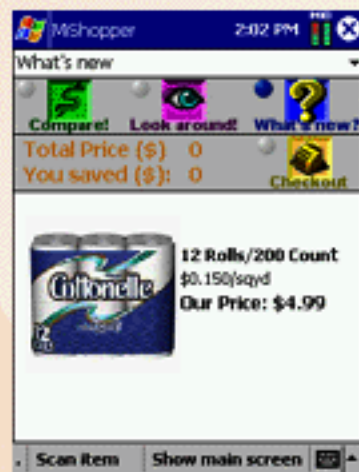 MiShopper 2:02 PM
What's new
Compare! Look around! What's new?
Total Price ($) 0
You saved ($): 0
Checkout
12 Rolls/200 Count
$0.150/sqyd
Our Price: $4.99
Cottonelle
12
. Scan item Show main screen